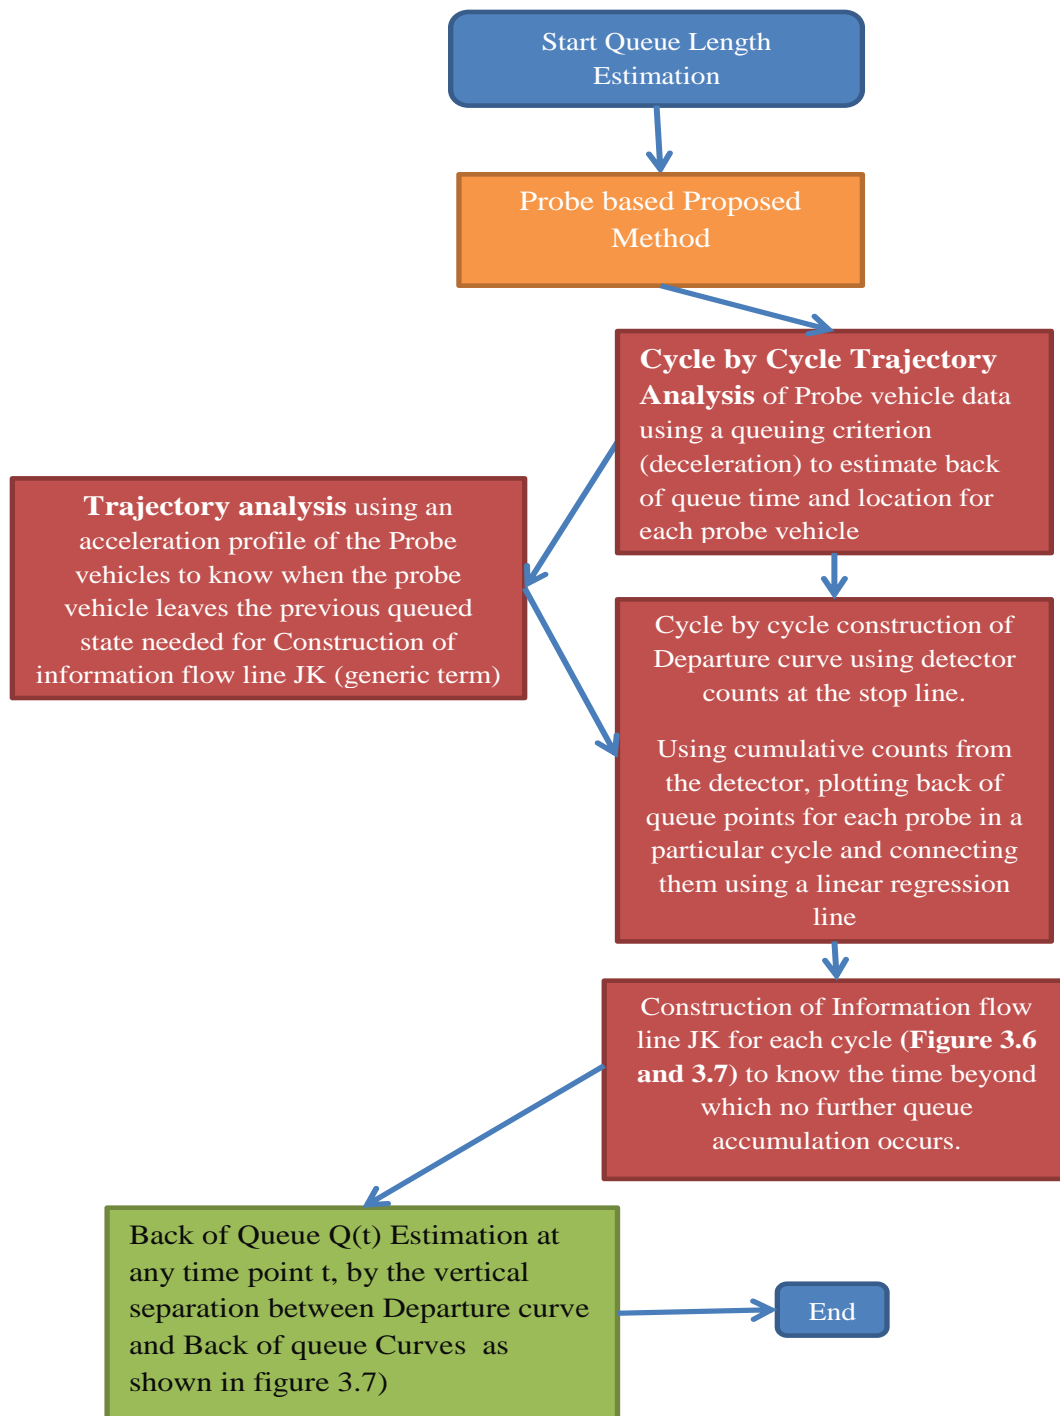 Start Queue Length
Estimation
Probe based Proposed
Method
Cycle by Cycle Trajectory
Analysis of Probe vehicle data
using a queuing criterion
(deceleration) to estimate back
of queue time and location for
each probe vehicle
Trajectory analysis using an
acceleration profile of the Probe
vehicles to know when the probe
vehicle leaves the previous queued
state needed for Construction of
information flow line JK (generic term)
Cycle by cycle construction of
Departure curve using detector
counts at the stop line.
Using cumulative counts from
the detector, plotting back of
queue points for each probe in a
particular cycle and connecting
them using a linear regression
line
Construction of Information flow
line JK for each cycle (Figure 3.6
and 3.7) to know the time beyond
which no further queue
accumulation occurs.
Back of Queue Q(t) Estimation at
any time point t, by the vertical
separation between Departure curve
and Back of queue Curves as
shown in figure 3.7)
End